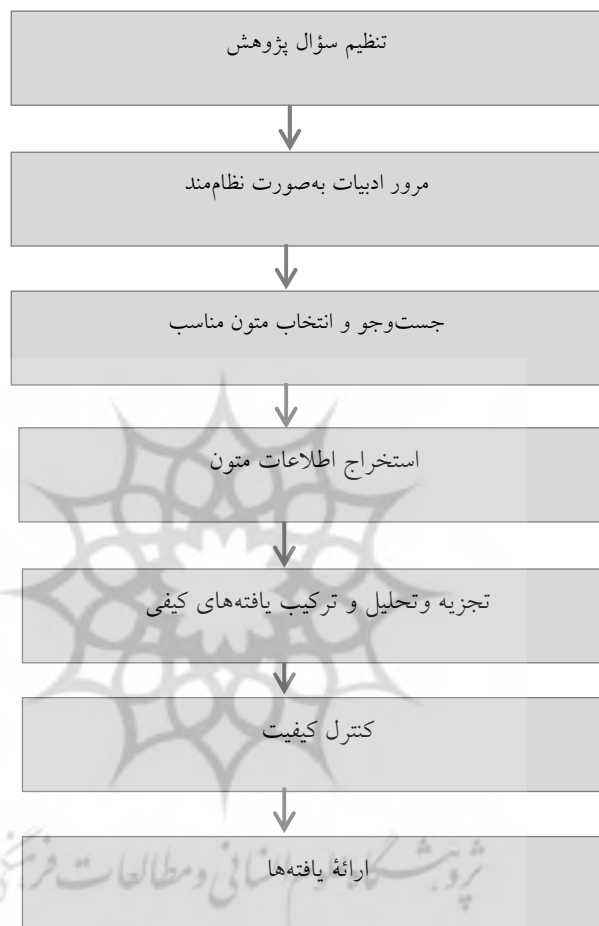 تنظیم سؤال پژوهش
مرور ادبیات به‌صورت نظام‌مند
جست‌وجو و انتخاب متون مناسب
استخراج اطلاعات متون
تجزیه وتحلیل و ترکیب یافته‌های کیفی
کنترل کیفیت
ارائۀ یافته‌ها